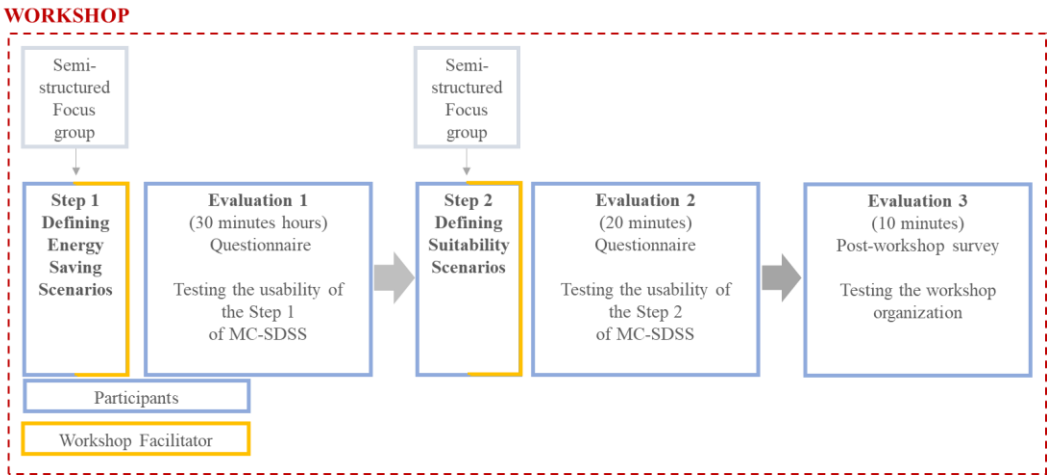 WORKSHOP
Semi-
structured
Focus
group
Semi-
structured
Focus
group
Step 1
Defining
Energy
Saving
Scenarios
Evaluation 1
(30 minutes hours)
Questionnaire
Testing the usability of
the Step 1
of MC-SDSS
Step 2
Defining
Suitability
Scenarios
Evaluation 2
(20 minutes)
Questionnaire
Testing the usability of
the Step 2
of MC-SDSS
Evaluation 3
(10 minutes)
Post-workshop survey
Testing the workshop
organization
Participants
Workshop Facilitator